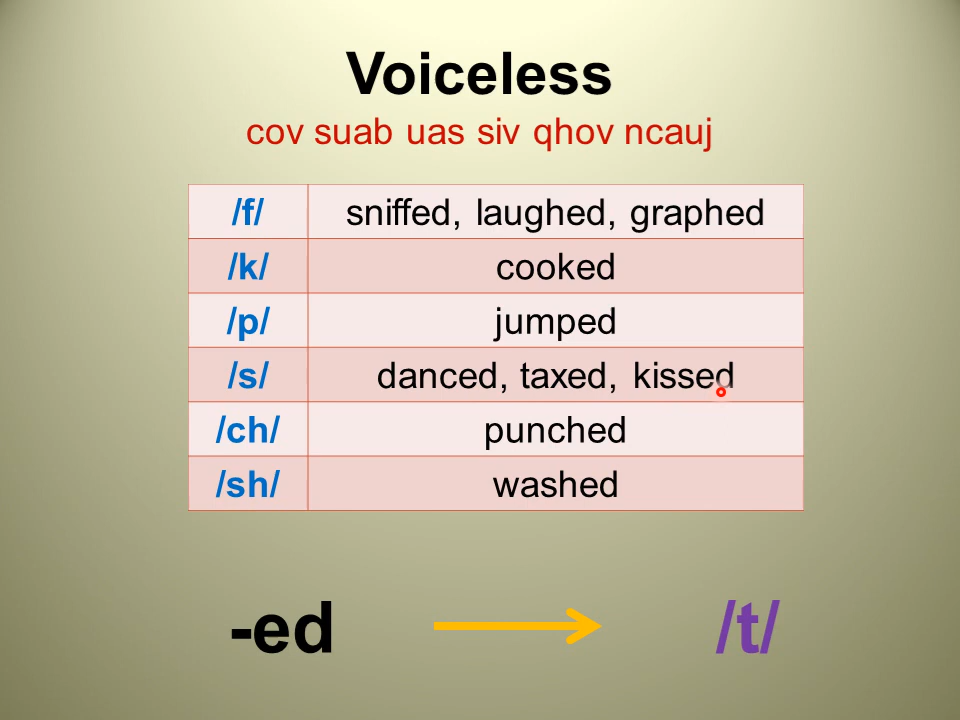 Voiceless
cov suab uas siv qhov ncauj
/f/ sniffed, laughed, graphed
/k/ cooked
/p/ jumped
/s/ danced, taxed, kissed
/ch/ punched
/sh/ washed
-ed /t/